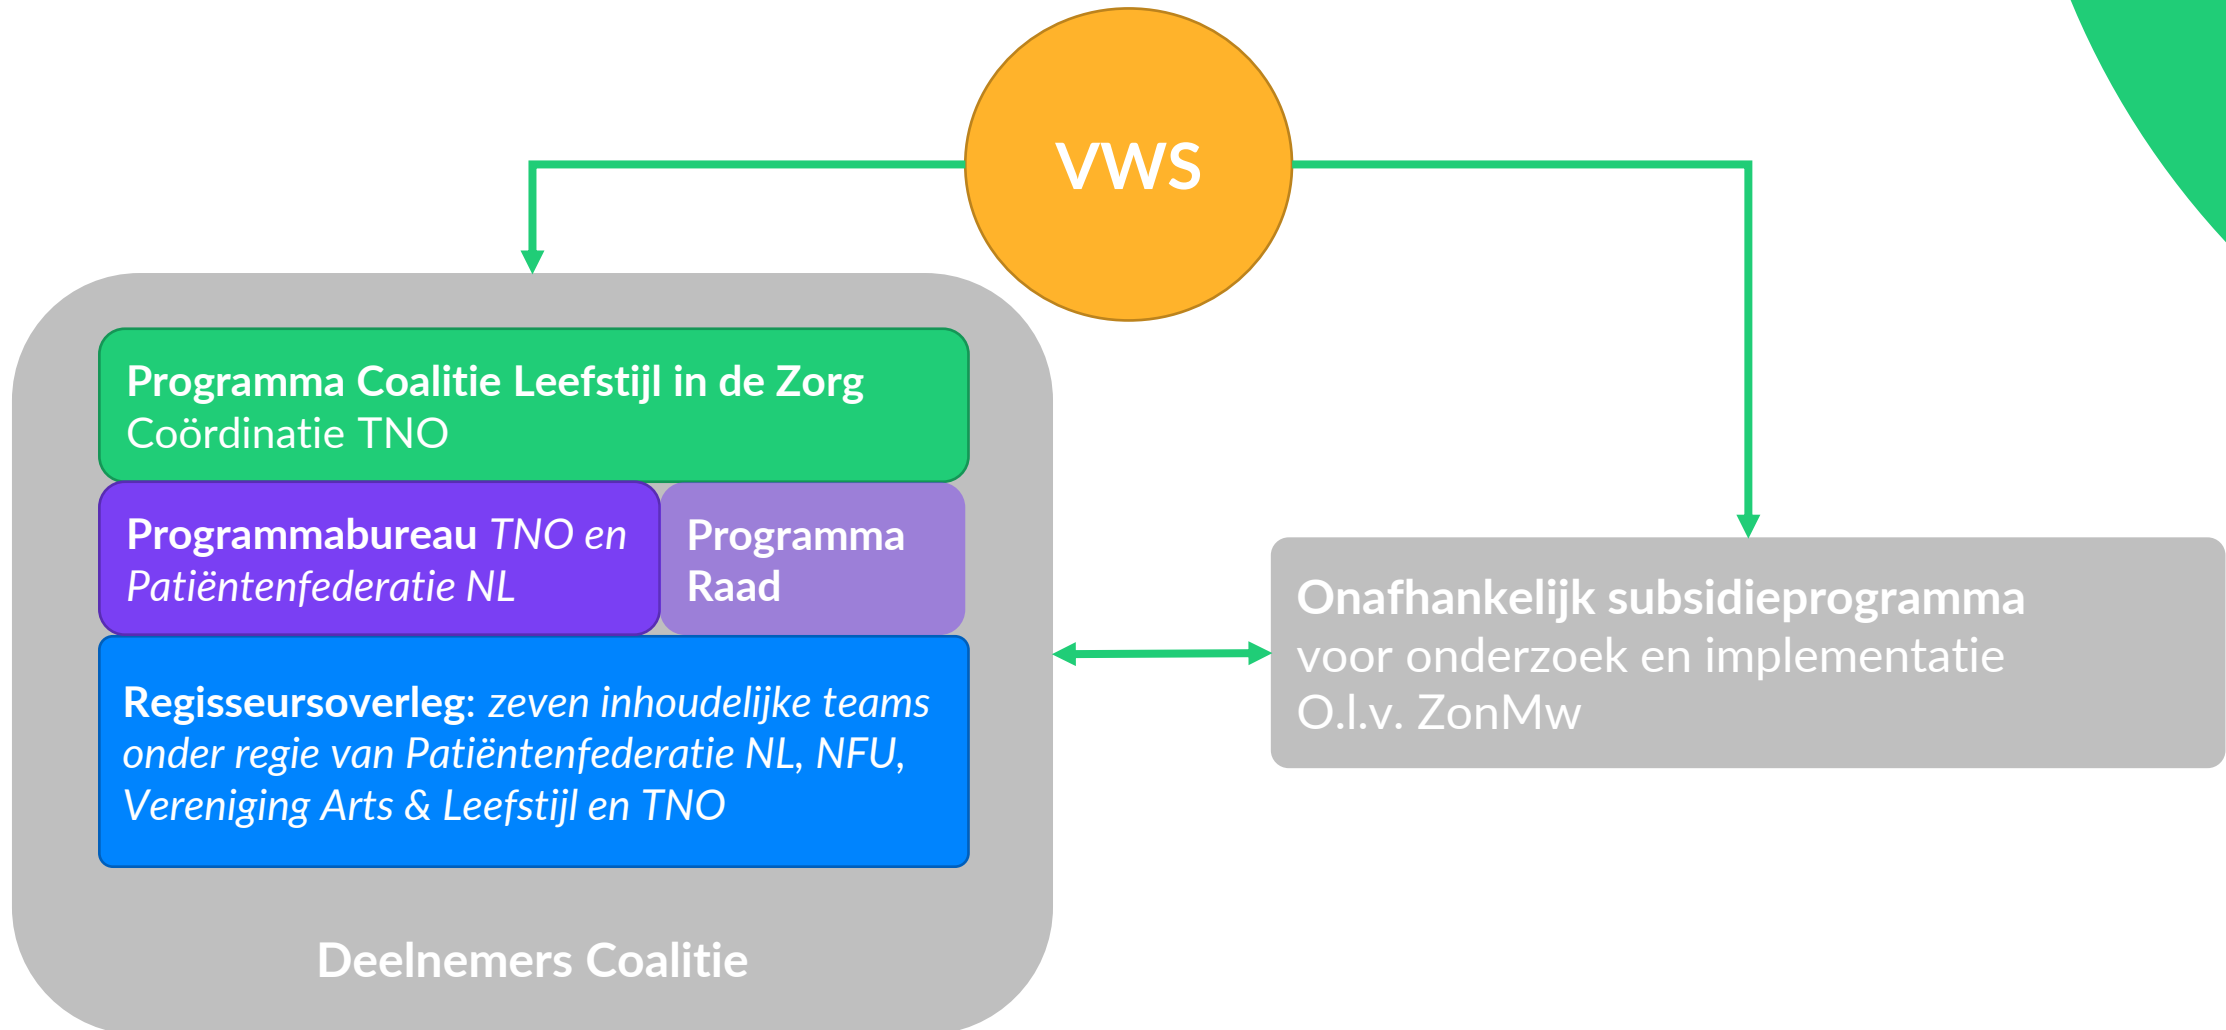 VWS
Programma Coalitie Leefstijl in de Zorg
Coördinatie TNO
Programmabureau TNO en
Patiëntenfederatie NL
Programma
Raad
Regisseursoverleg: zeven inhoudelijke teams
onder regie van Patiëntenfederatie NL, NFU,
Vereniging Arts & Leefstijl en TNO
Deelnemers Coalitie
Onafhankelijk subsidieprogramma
voor onderzoek en implementatie
O.l.v. ZonMw